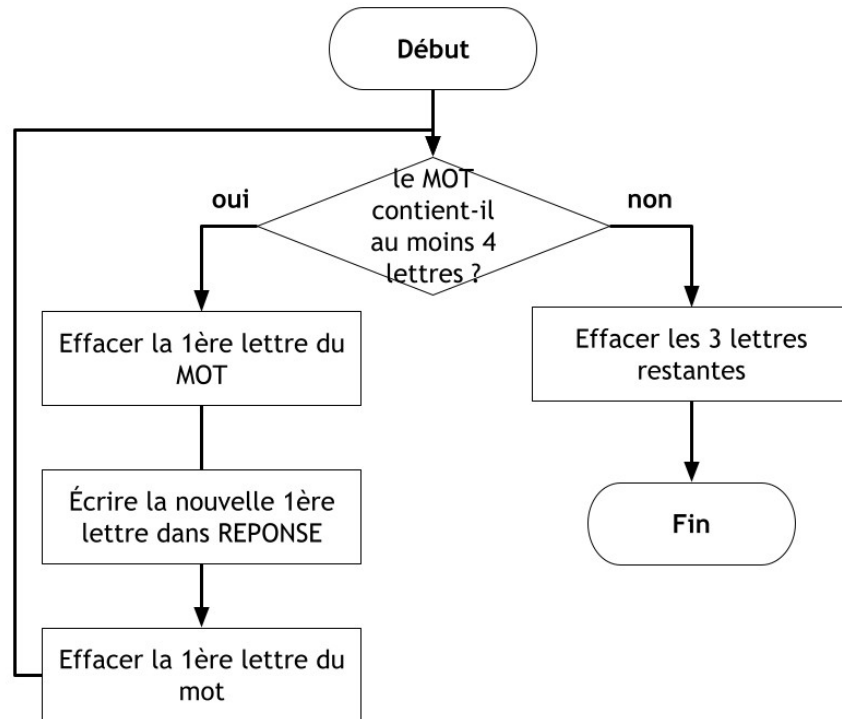 Début
le MOT
contient-il
au moins 4
lettres ?
oui
non
Effacer la 1ère lettre du
MOT
Effacer les 3 lettres
restantes
Écrire la nouvelle 1ère
lettre dans REPONSE
Fin
Effacer la 1ère lettre du
mot